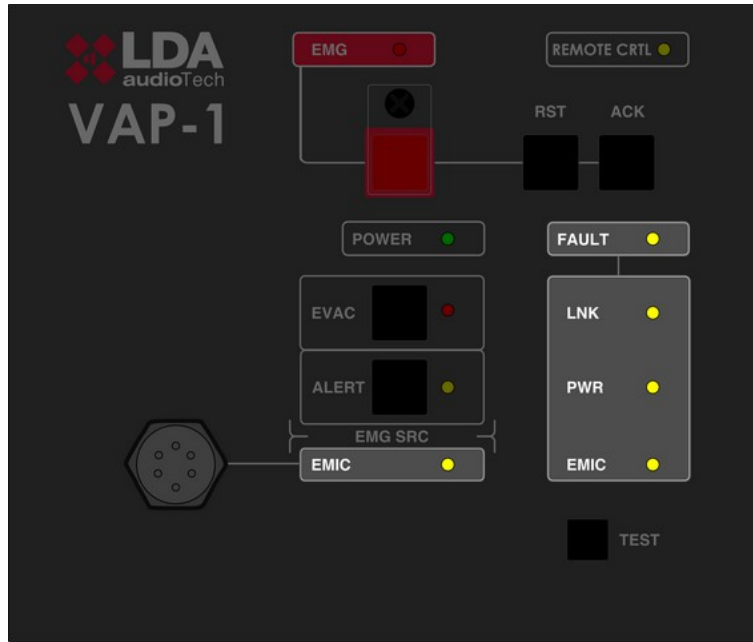 LDA
audioTech
VAP-1
EMG
REMOTE CRTL
RST
ACK
POWER
FAULT
EVAC
LNK
ALERT
PWR
EMG SRC
EMIC
EMIC
TEST